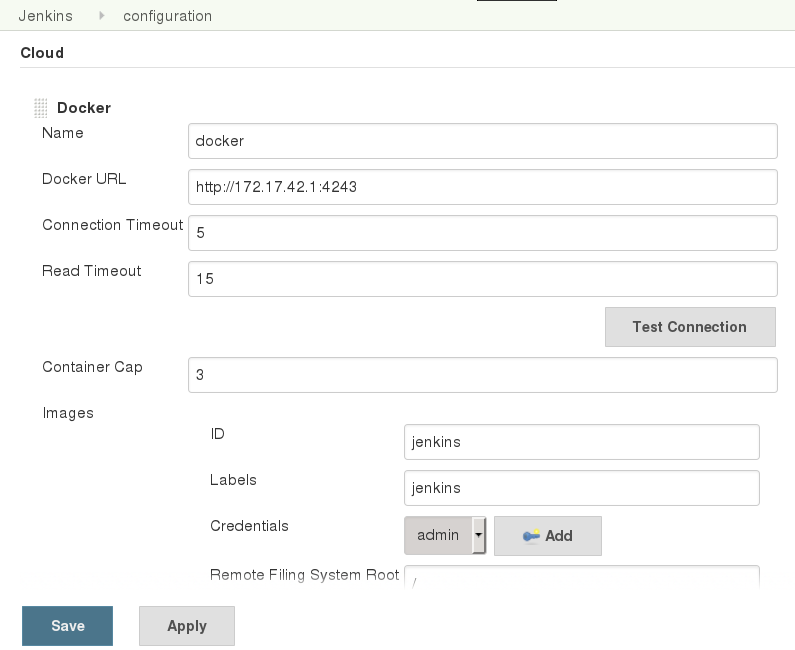 Jenkins configuration
Cloud
Docker
Name docker
Docker URL http://172.17.42.1:4243
Connection Timeout 5
Read Timeout 15
Test Connection
Container Cap 3
Images
ID jenkins
Labels jenkins
Credentials admin Add
Remote Filing System Root /
Save Apply